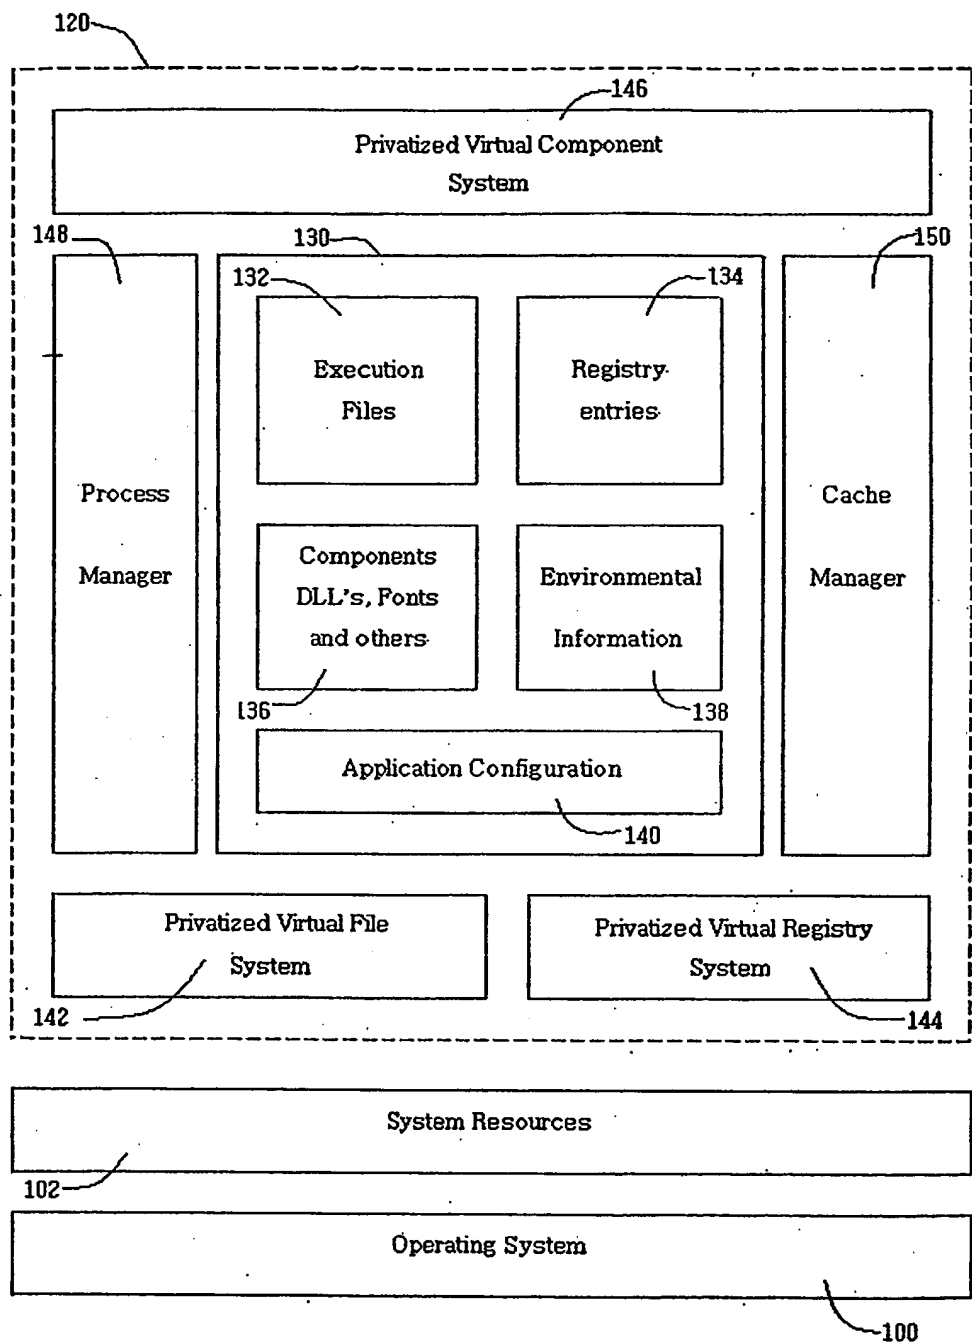 120
146
Privatized Virtual Component
System
148
130
150
132
134
Execution
Files
Registry
entries
Process
Manager
Cache
Manager
Components
DLL's, Fonts
and others
Environmental
Information
136
138
Application Configuration
140
Privatized Virtual File
System
Privatized Virtual Registry
System
142
144
System Resources
102
Operating System
100